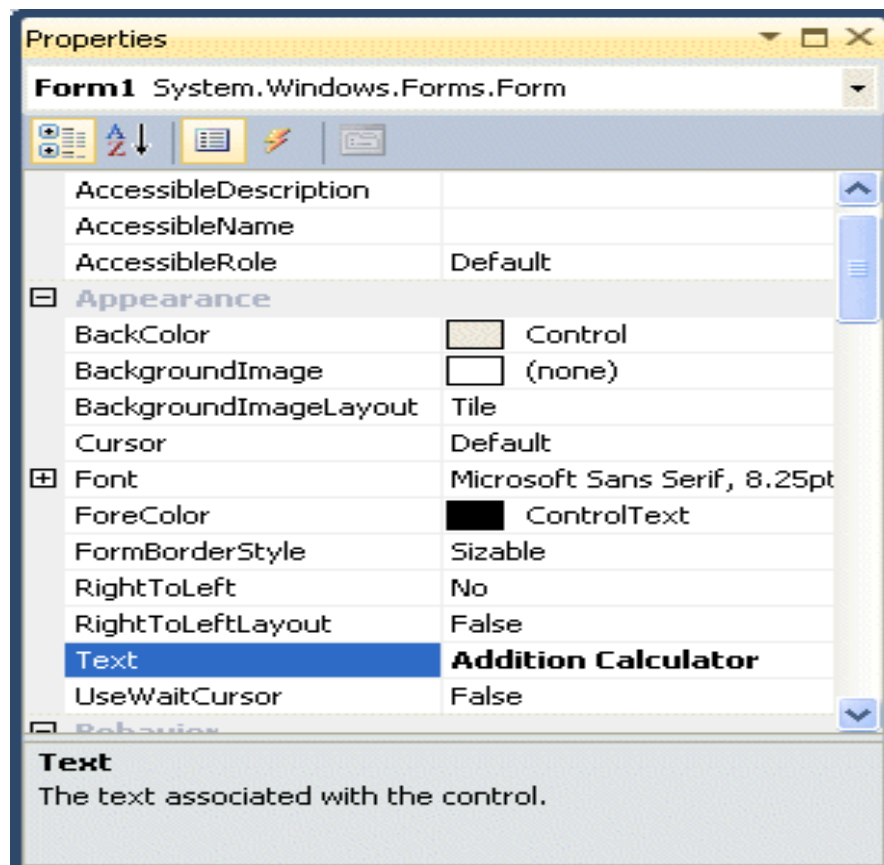 Properties
Form1 System.Windows.Forms.Form
AccessibleDescription
AccessibleName
AccessibleRole Default
Appearance
BackColor Control
BackgroundImage (none)
BackgroundImageLayout Tile
Cursor Default
Font Microsoft Sans Serif, 8.25pt
ForeColor ControlText
FormBorderStyle Sizable
RightToLeft No
RightToLeftLayout False
Text Addition Calculator
UseWaitCursor False
Behavior
Text
The text associated with the control.